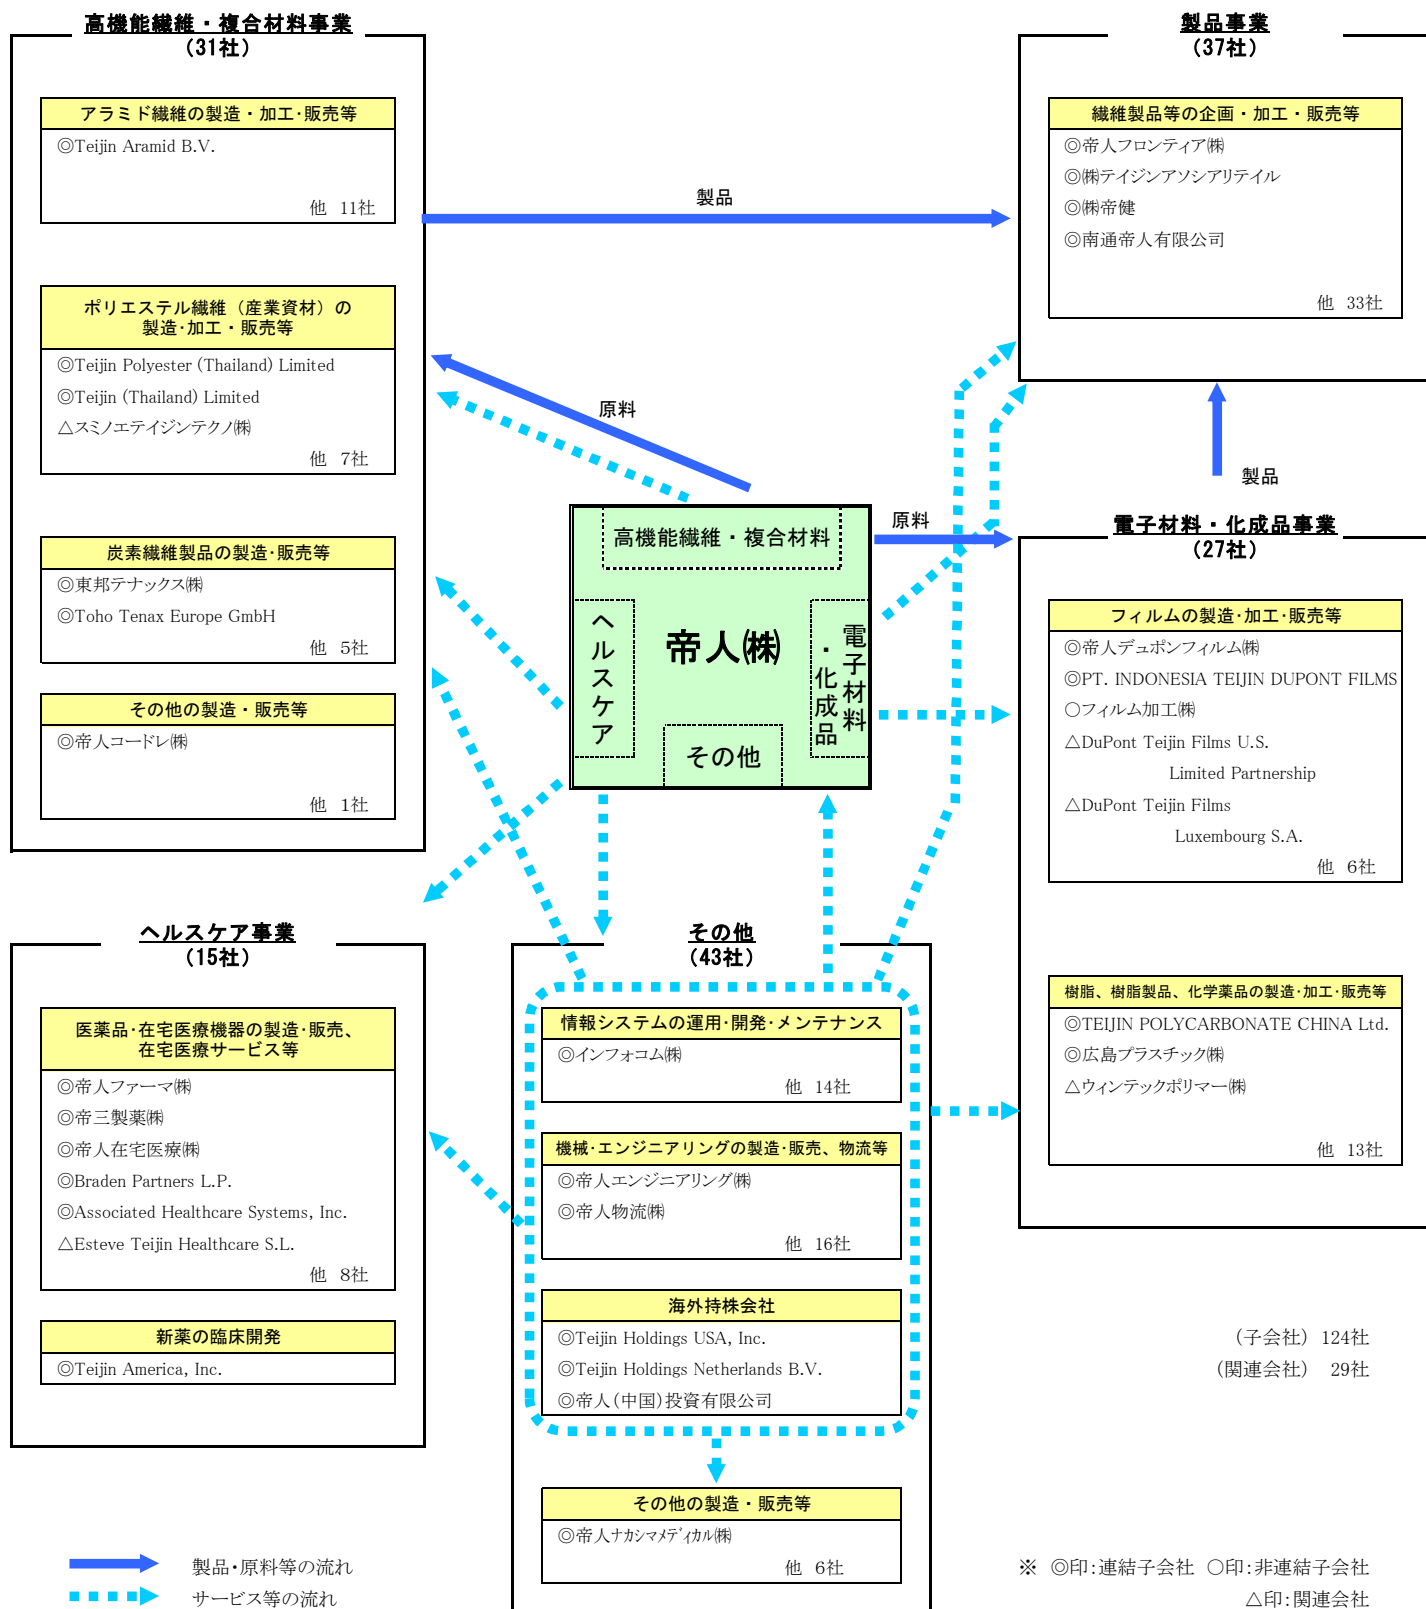 高機能繊維・複合材料事業
（31社）
アラミド繊維の製造・加工・販売等
◎Teijin Aramid B.V.
他 11社
ポリエステル繊維（産業資材）の
製造・加工・販売等
◎Teijin Polyester (Thailand) Limited
◎Teijin (Thailand) Limited
△スミノエテイジンテクノ㈱
他 7社
炭素繊維製品の製造・販売等
◎東邦テナックス㈱
◎Toho Tenax Europe GmbH
他 5社
その他の製造・販売等
◎帝人コードレ㈱
他 1社
製品
製品事業
（37社）
繊維製品等の企画・加工・販売等
◎帝人フロンティア㈱
◎㈱テイジンアソシアリテイル
◎㈱帝健
◎南通帝人有限公司
他 33社
原料
原料
製品
高機能繊維・複合材料
ヘルスケア
帝人㈱
電子材料
・化成品
その他
電子材料・化成品事業
（27社）
フィルムの製造・加工・販売等
◎帝人デュポンフィルム㈱
◎PT. INDONESIA TEIJIN DUPONT FILMS
○フィルム加工㈱
△DuPont Teijin Films U.S.
Limited Partnership
△DuPont Teijin Films
Luxembourg S.A.
他 6社
樹脂、樹脂製品、化学薬品の製造・加工・販売等
◎TEIJIN POLYCARBONATE CHINA Ltd.
◎広島プラスチック㈱
△ウィンテックポリマー㈱
他 13社
ヘルスケア事業
（15社）
医薬品・在宅医療機器の製造・販売、
在宅医療サービス等
◎帝人ファーマ㈱
◎帝三製薬㈱
◎帝人在宅医療㈱
◎Braden Partners L.P.
◎Associated Healthcare Systems, Inc.
△Esteve Teijin Healthcare S.L.
他 8社
新薬の臨床開発
◎Teijin America, Inc.
その他
（43社）
情報システムの運用・開発・メンテナンス
◎インフォコム㈱
他 14社
機械・エンジニアリングの製造・販売、物流等
◎帝人エンジニアリング㈱
◎帝人物流㈱
他 16社
海外持株会社
◎Teijin Holdings USA, Inc.
◎Teijin Holdings Netherlands B.V.
◎帝人（中国）投資有限公司
その他の製造・販売等
◎帝人ナカシマメディカル㈱
他 6社
（子会社） 124社
（関連会社） 29社
製品・原料等の流れ
サービス等の流れ
※ ◎印：連結子会社 ○印：非連結子会社
△印：関連会社